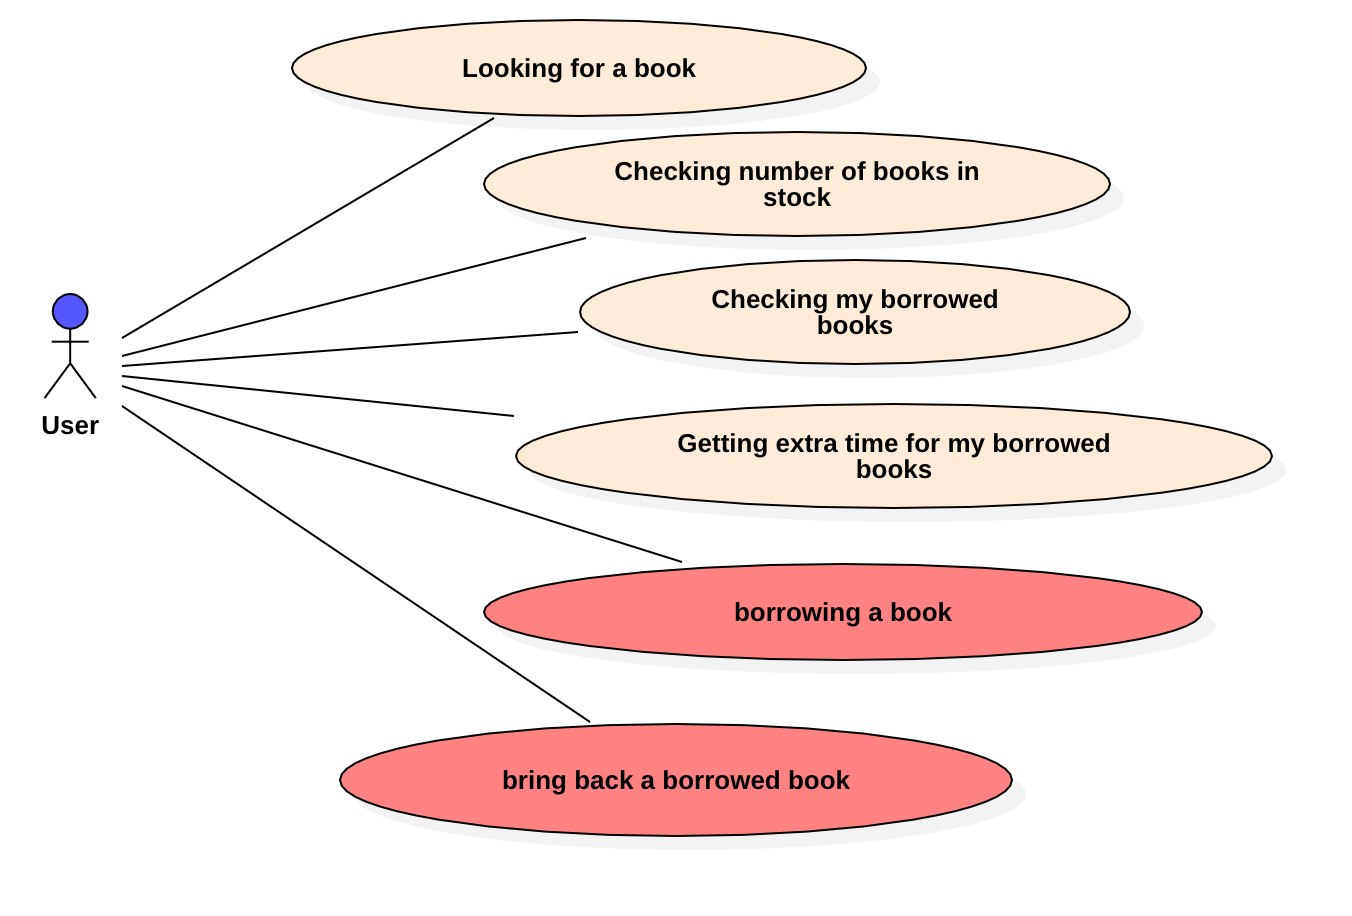 Looking for a book
Checking number of books in
stock
Checking my borrowed
books
User
Getting extra time for my borrowed
books
borrowing a book
bring back a borrowed book